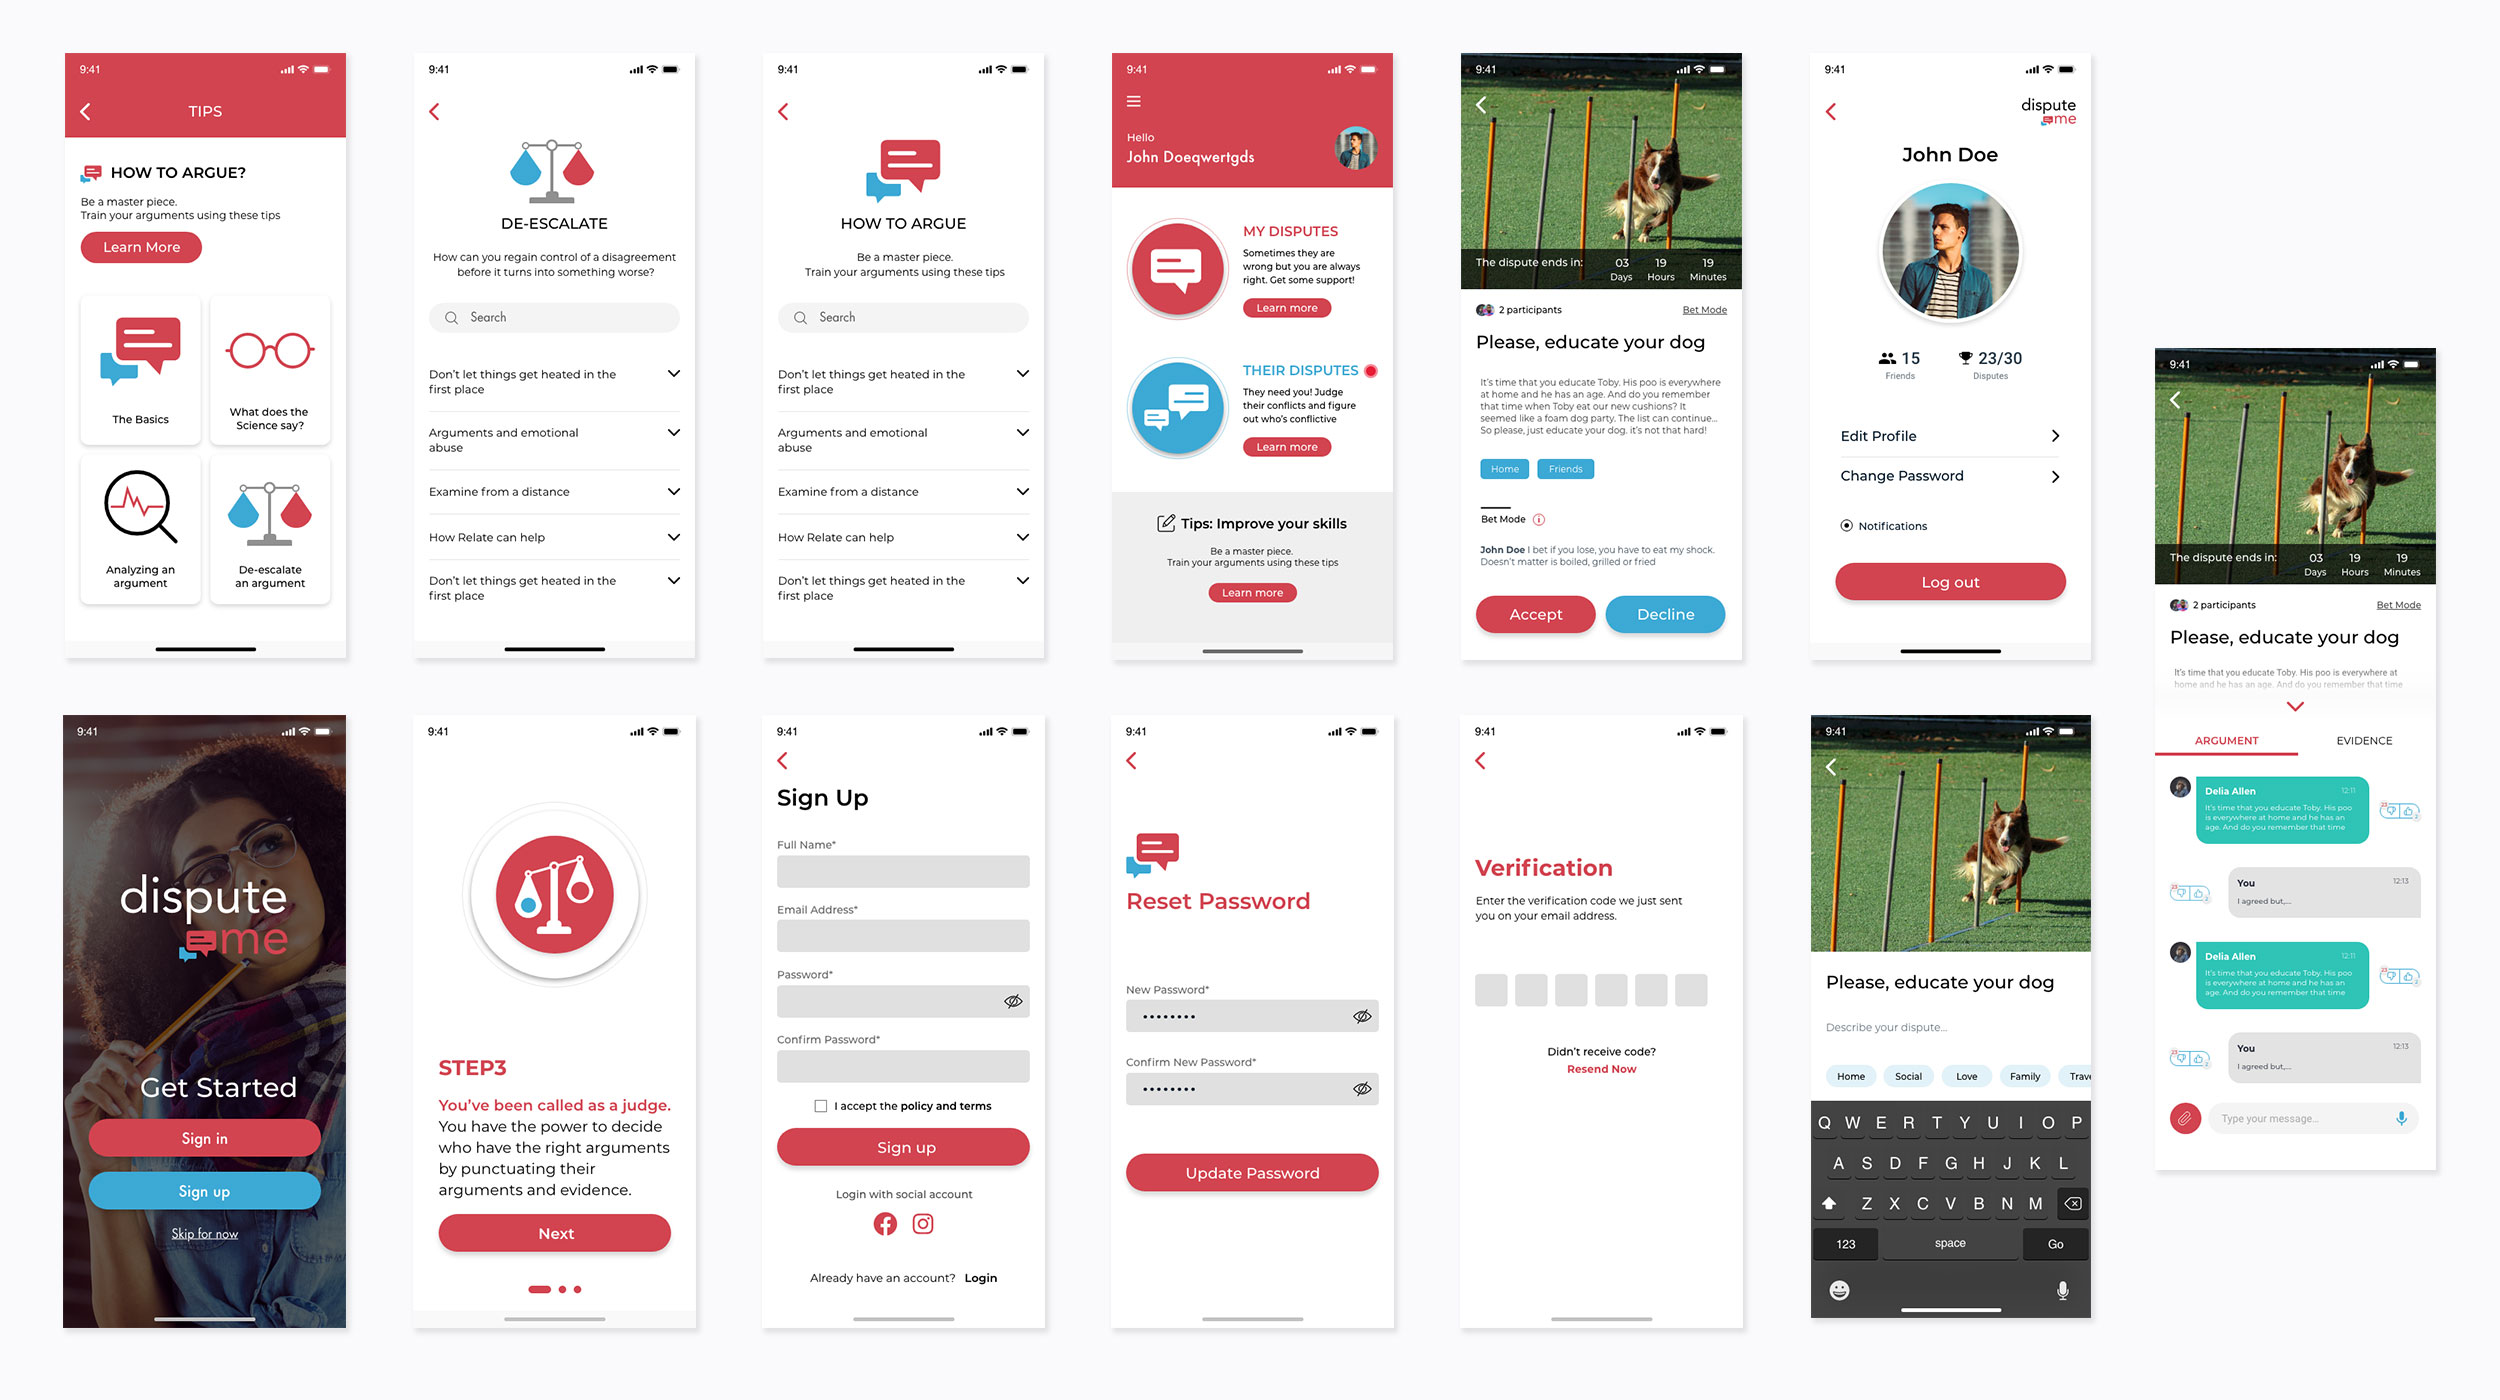 9:41
TIPS
HOW TO ARGUE?
Be a master piece.
Train your arguments using these tips
Learn More
The Basics
What does the
Science say?
Analyzing an
argument
De-escalate
an argument
9:41
DE-ESCALATE
How can you regain control of a disagreement
before it turns into something worse?
Search
Don't let things get heated in the
first place
Arguments and emotional
abuse
Examine from a distance
How Relate can help
Don't let things get heated in the
first place
9:41
HOW TO ARGUE
Be a master piece.
Train your arguments using these tips
Search
Don't let things get heated in the
first place
Arguments and emotional
abuse
Examine from a distance
How Relate can help
Don't let things get heated in the
first place
9:41
Hello
John Doeqwertgds
MY DISPUTES
Sometimes they are
wrong but you are always
right. Get some support!
Learn more
THEIR DISPUTES
They need you! Judge
their conflicts and figure
out who's conflictive
Learn more
Tips: Improve your skills
Be a master piece.
Train your arguments using these tips
Learn more
9:41
The dispute ends in: 03 19 19
Days Hours Minutes
2 participants Bet Mode
Please, educate your dog
It's time that you educate Toby. His poo is everywhere
at home and he has an age. And do you remember
that time when Toby eat our new cushions? It
seemed like a foam dog party. The list can continue...
So please, just educate your dog. it's not that hard!
Home Friends
Bet Mode
John Doe I bet if you lose, you have to eat my shock.
Doesn't matter is boiled, grilled or fried
Accept Decline
9:41
dispute
me
John Doe
15 23/30
Friends Disputes
Edit Profile
Change Password
Notifications
Log out
9:41
The dispute ends in: 03 19 19
Days Hours Minutes
2 participants Bet Mode
Please, educate your dog
It's time that you educate Toby. His poo is everywhere at
home and he has an age. And do you remember that time
ARGUMENT EVIDENCE
Delia Allen 12:11
It's time that you educate Toby. His poo
is everywhere at home and he has an
age. And do you remember that time
23
2
You 12:13
I agreed but,...
23
2
Delia Allen 12:11
It's time that you educate Toby. His poo
is everywhere at home and he has an
age. And do you remember that time
23
2
You 12:13
I agreed but,...
23
2
Type your message...
9:41
dispute
me
Get Started
Sign in
Sign up
Skip for now
9:41
STEP3
You've been called as a judge.
You have the power to decide
who have the right arguments
by punctuating their
arguments and evidence.
Next
9:41
Sign Up
Full Name*
Email Address*
Password*
Confirm Password*
I accept the policy and terms
Sign up
Login with social account
Already have an account? Login
9:41
Reset Password
New Password*
Confirm New Password*
Update Password
9:41
Verification
Enter the verification code we just sent
you on your email address.
Didn't receive code?
Resend Now
9:41
Please, educate your dog
Describe your dispute...
Home Social Love Family Trave
Q W E R T Y U I O P
A S D F G H J K L
Z X C V B N M
123 space Go